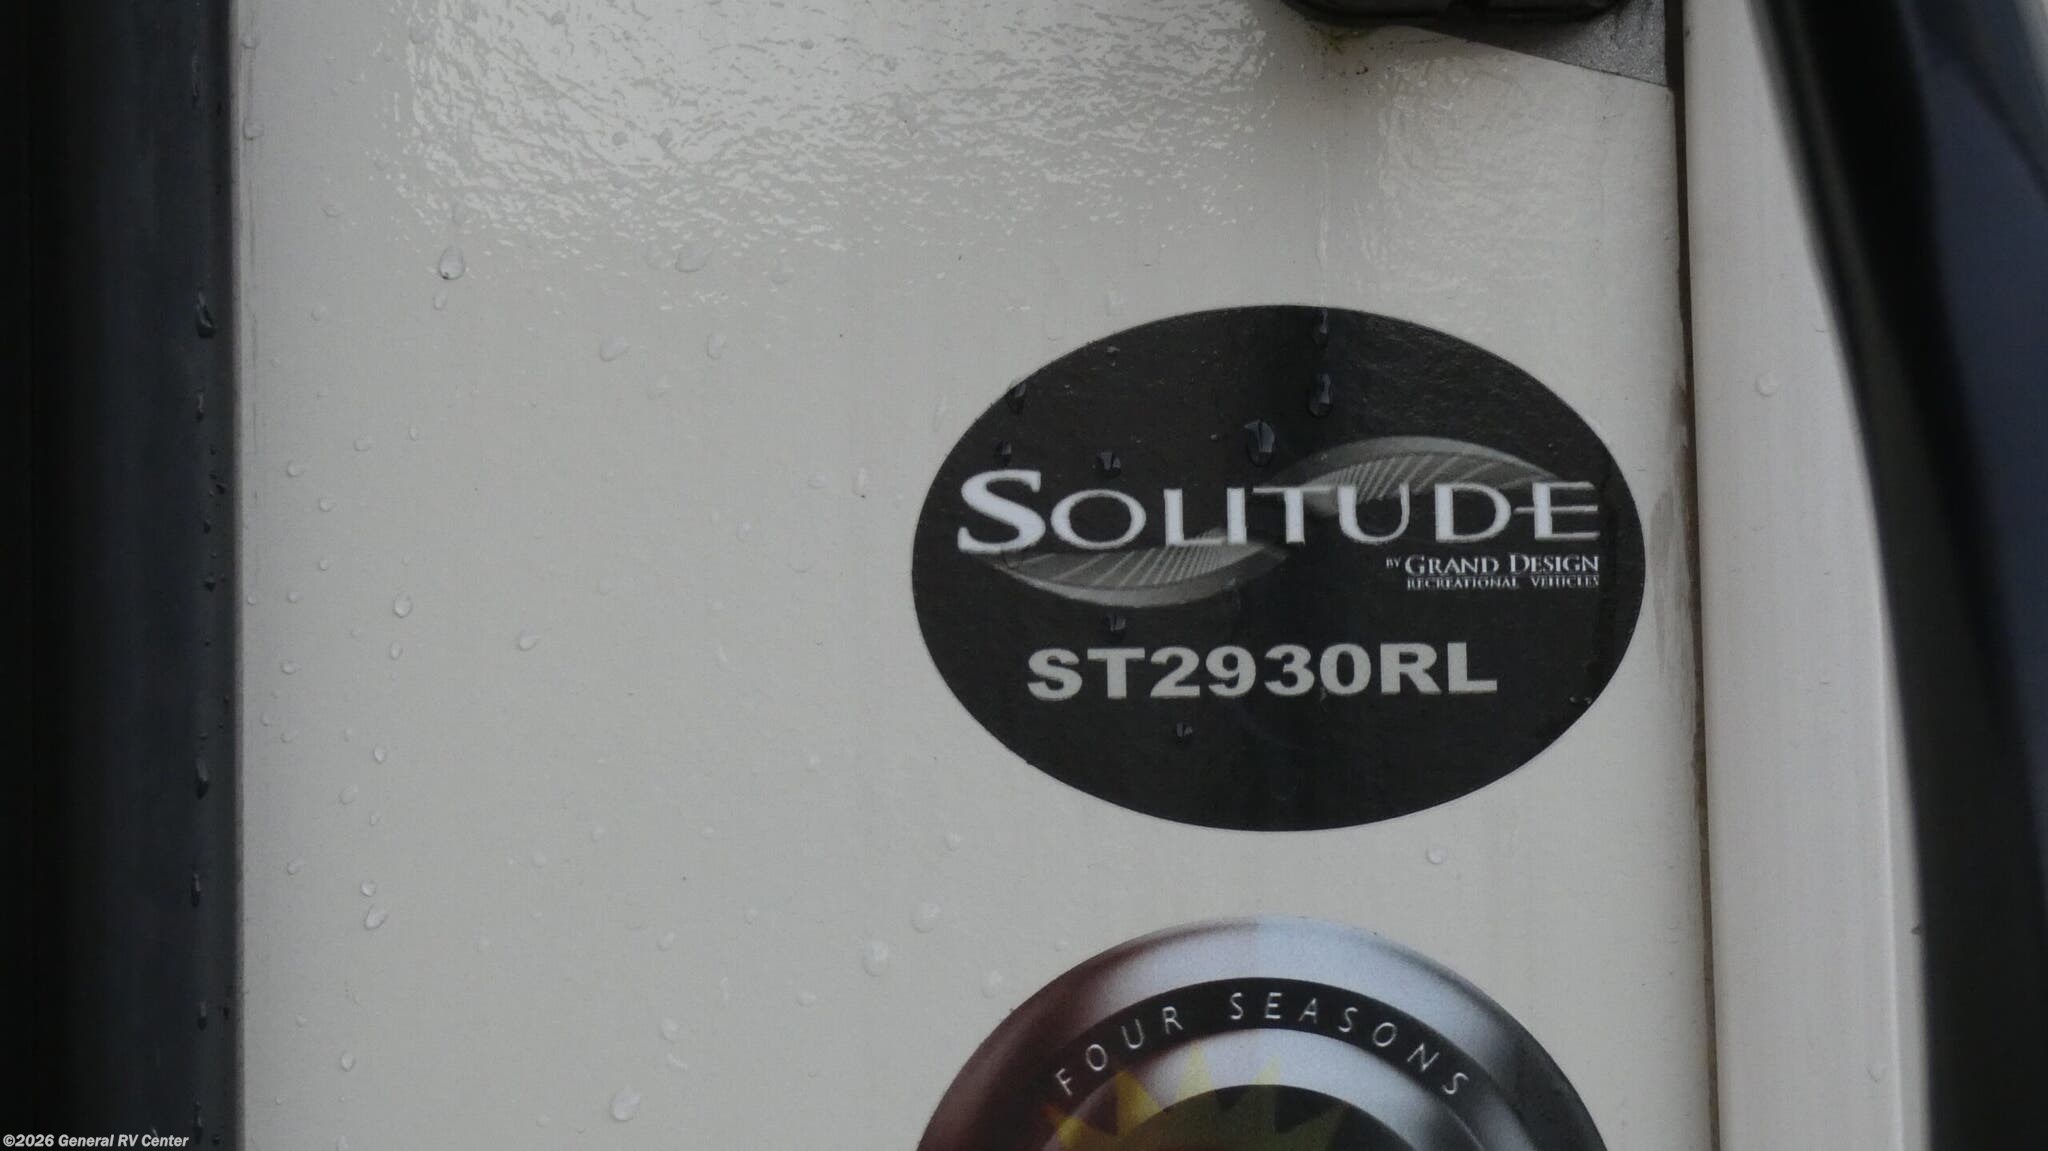 SOLITUDE
BY GRAND DESIGN
RECREATIONAL VEHICLES
ST2930RL
FOUR SEASONS
©2026 General RV Center